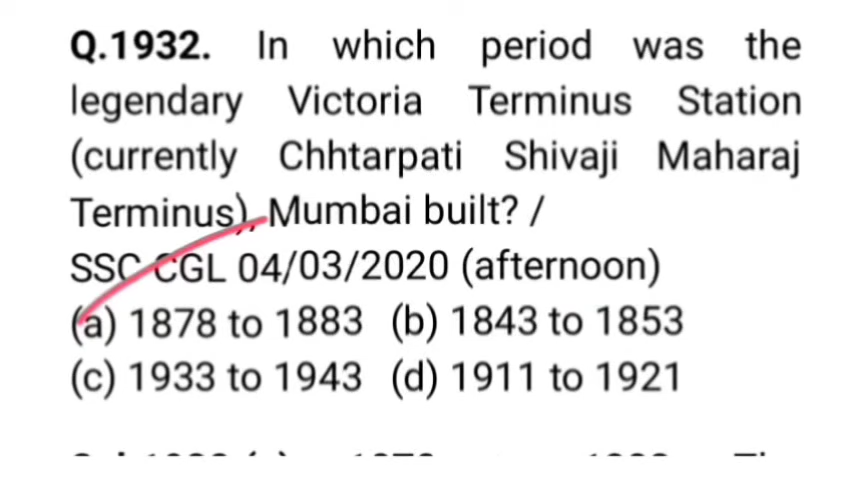 Q.1932. In which period was the
legendary Victoria Terminus Station
(currently Chhtarpati Shivaji Maharaj
Terminus), Mumbai built? /
SSC CGL 04/03/2020 (afternoon)
(a) 1878 to 1883 (b) 1843 to 1853
(c) 1933 to 1943 (d) 1911 to 1921